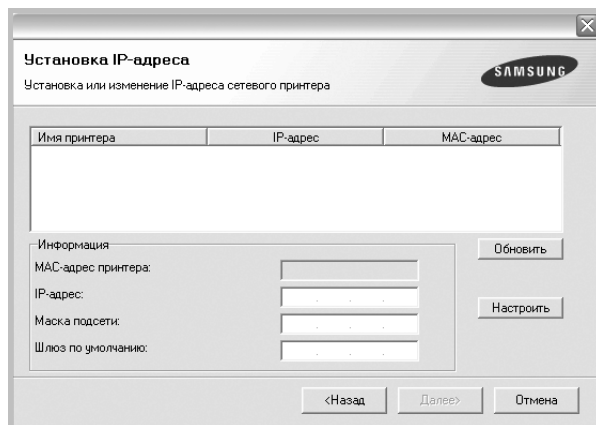 Установка IP-адреса
Установка или изменение IP-адреса сетевого принтера
SAMSUNG
Имя принтера IP-адрес MAC-адрес
Информация
Обновить
MAC-адрес принтера:
IP-адрес:
Настроить
Маска подсети:
Шлюз по умолчанию:
<Назад Далее> Отмена